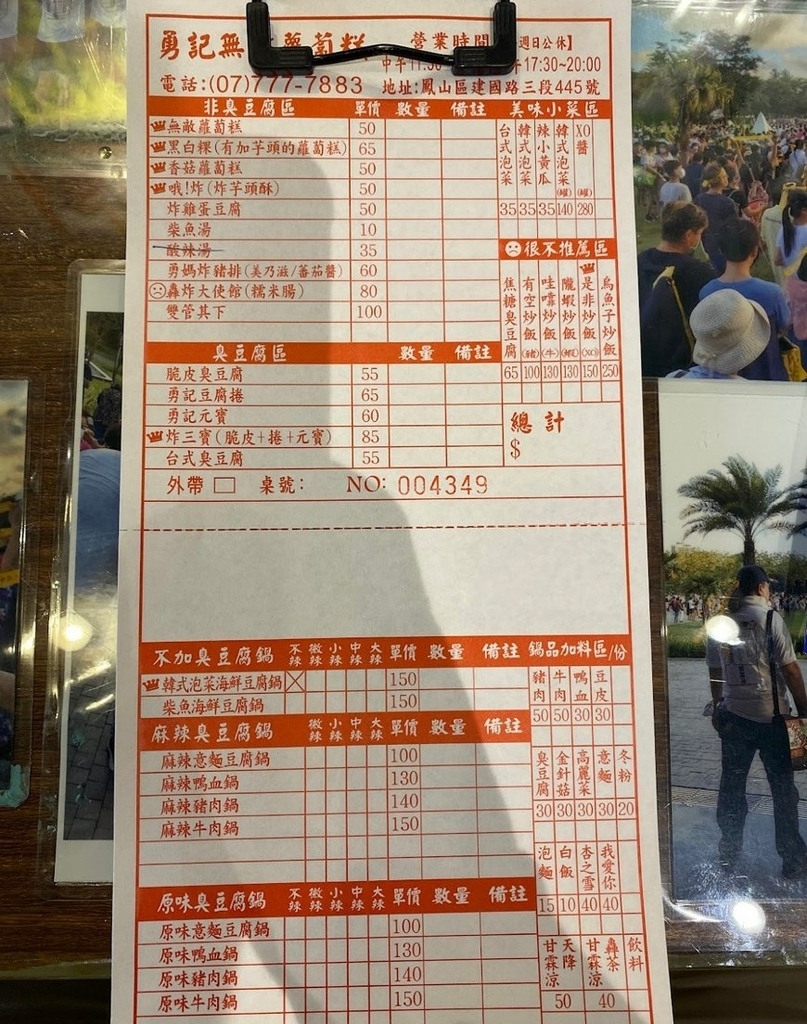 勇記無 蘿蔔糕 營業時間 週日公休】
中午11:30 17:30~20:00
電話:(07)777-7883 地址:鳳山區建國路三段445號
非臭豆腐區 單價 數量 備註
無敵蘿蔔糕 50
黑白粿(有加芋頭的蘿蔔糕) 65
香菇蘿蔔糕 50
哦!炸(炸芋頭酥) 50
炸雞蛋豆腐 50
柴魚湯 10
酸辣湯 35
勇媽炸豬排(美乃滋/蕃茄醬) 60
轟炸大使館(糯米腸) 80
雙管其下 100
美味小菜區
台式泡菜 35
韓式泡菜 35
辣小黃瓜 35
韓式泡菜(罐) 140
XO醬(罐) 280
很不推薦區
焦糖臭豆腐 65
有空炒飯(豬) 100
哇靠炒飯(牛) 130
隴蝦炒飯(蝦) 130
是非炒飯(XO) 150
烏魚子炒飯 250
臭豆腐區 數量 備註
脆皮臭豆腐 55
勇記豆腐捲 65
勇記元寶 60
炸三寶(脆皮+捲+元寶) 85
台式臭豆腐 55
總計
$
外帶 □ 桌號: NO: 004349
不加臭豆腐鍋 不辣 微辣 小辣 中辣 大辣 單價 數量 備註
韓式泡菜海鮮豆腐鍋 150
柴魚海鮮豆腐鍋 150
麻辣臭豆腐鍋 微辣 小辣 中辣 大辣 單價 數量 備註
麻辣意麵豆腐鍋 100
麻辣鴨血鍋 130
麻辣豬肉鍋 140
麻辣牛肉鍋 150
原味臭豆腐鍋 不辣 微辣 小辣 中辣 大辣 單價 數量 備註
原味意麵豆腐鍋 100
原味鴨血鍋 130
原味豬肉鍋 140
原味牛肉鍋 150
鍋品加料區/份
豬肉 50
牛肉 50
鴨血 30
豆皮 30
臭豆腐 30
金針菇 30
高麗菜 30
意麵 30
冬粉 20
泡麵 15
白飯 10
杏之雪 40
我愛你 40
飲料
轟茶
甘霖涼 40
天降
甘霖涼 50